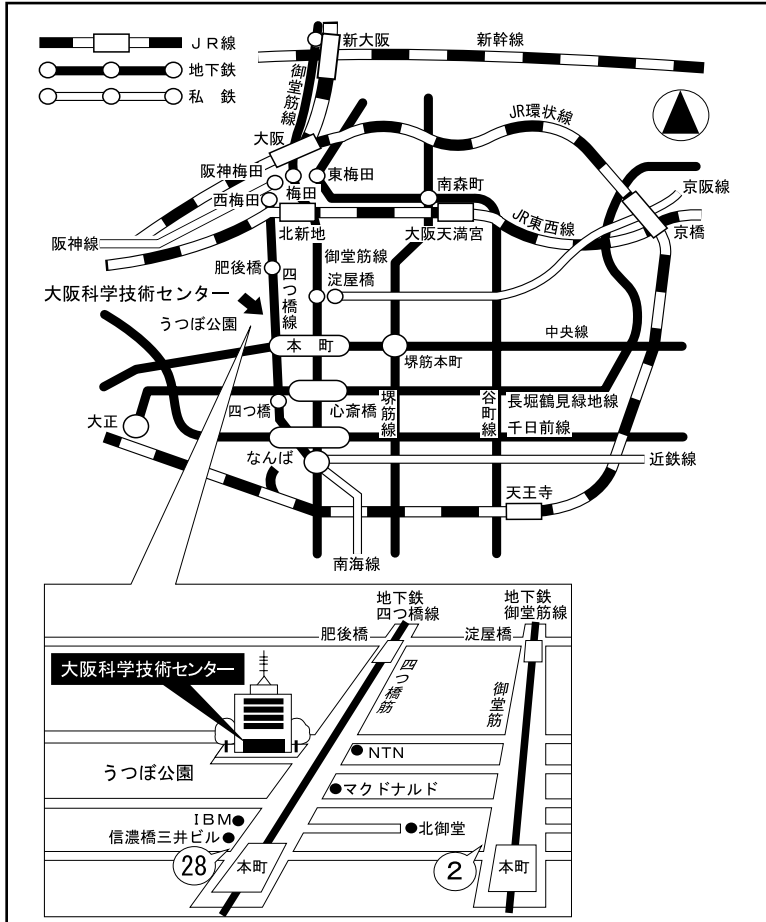 JR線
地下鉄
私鉄
新大阪
新幹線
御堂筋線
大阪
JR環状線
阪神梅田
東梅田
梅田
西梅田
南森町
京阪線
JR東西線
京橋
阪神線
北新地
大阪天満宮
肥後橋
四つ橋線
御堂筋線
淀屋橋
大阪科学技術センター
うつぼ公園
本町
中央線
堺筋本町
四つ橋
心斎橋
堺筋線
谷町線
長堀鶴見緑地線
大正
千日前線
なんば
近鉄線
天王寺
南海線
地下鉄
四つ橋線
地下鉄
御堂筋線
肥後橋
淀屋橋
大阪科学技術センター
四つ橋筋
御堂筋
うつぼ公園
NTN
マクドナルド
IBM
信濃橋三井ビル
北御堂
28
本町
2
本町